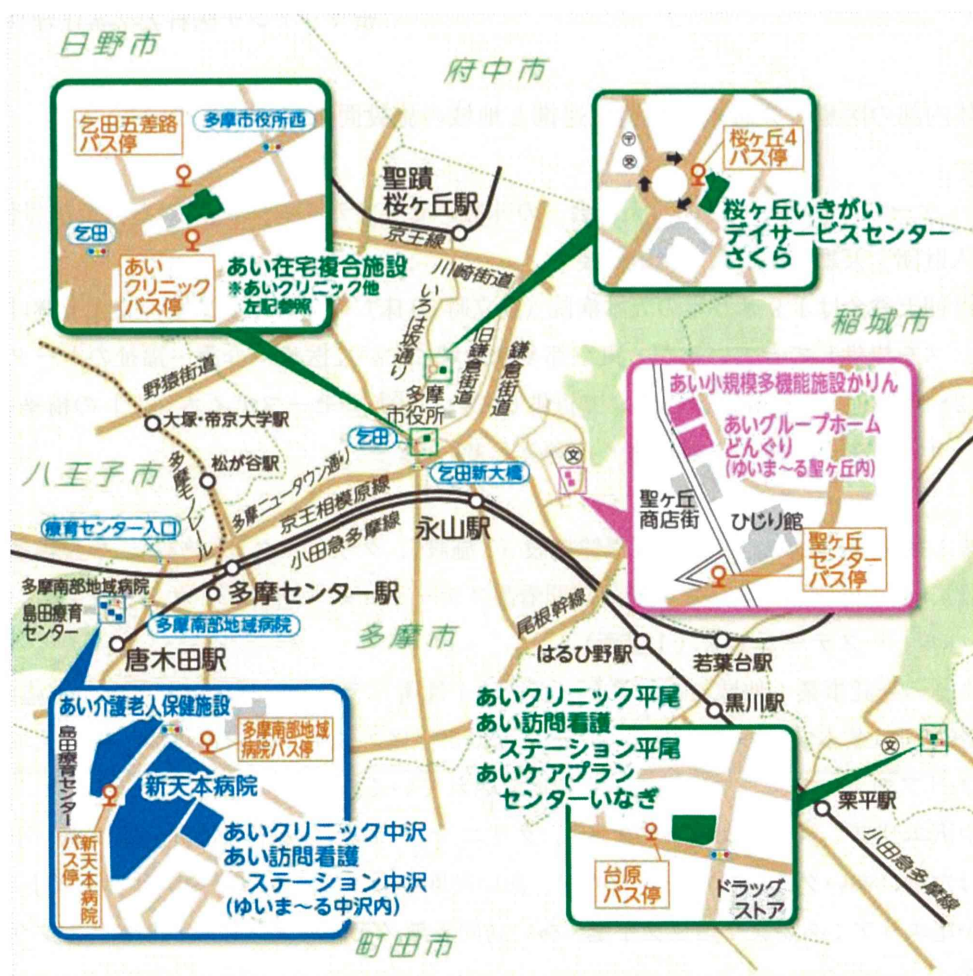 日野市
府中市
乞田五差路
バス停
多摩市役所西
乞田
あい
クリニック
バス停
あい在宅複合施設
※あいクリニック他
左記参照
聖蹟
桜ヶ丘駅
京王線
川崎街道
いろは坂通り
旧鎌倉街道
鎌倉街道
文
桜ヶ丘4
バス停
桜ヶ丘いきがい
デイサービスセンター
さくら
稲城市
野猿街道
大塚・帝京大学駅
多摩
市役所
乞田
乞田新大橋
文
八王子市
松が谷駅
多摩モノレール
多摩ニュータウン通り
京王相模原線
小田急多摩線
永山駅
療育センター入口
多摩南部地域病院
島田療育
センター
多摩センター駅
多摩南部地域病院
唐木田駅
多摩市
尾根幹線
はるひ野駅
若葉台駅
黒川駅
栗平駅
小田急多摩線
文
あい小規模多機能施設かりん
あいグループホーム
どんぐり
(ゆいま～る聖ヶ丘内)
聖ヶ丘
商店街
ひじり館
聖ヶ丘
センター
バス停
あい介護老人保健施設
島田療育センター
多摩南部地域
病院バス停
新天本病院
新天本病院
バス停
あいクリニック中沢
あい訪問看護
ステーション中沢
(ゆいま～る中沢内)
あいクリニック平尾
あい訪問看護
ステーション平尾
あいケアプラン
センターいなぎ
台原
バス停
ドラッグ
ストア
町田市